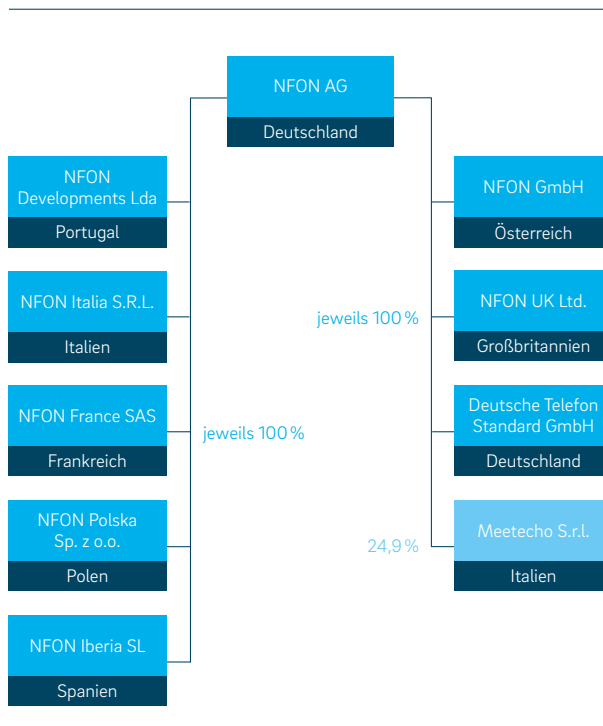 NFON AG
Deutschland
NFON
Developments Lda
Portugal
NFON Italia S.R.L.
Italien
NFON France SAS
Frankreich
NFON Polska
Sp. z o.o.
Polen
NFON Iberia SL
Spanien
jeweils 100 %
NFON GmbH
Österreich
NFON UK Ltd.
Großbritannien
Deutsche Telefon
Standard GmbH
Deutschland
Meetecho S.r.l.
Italien
jeweils 100 %
24,9 %